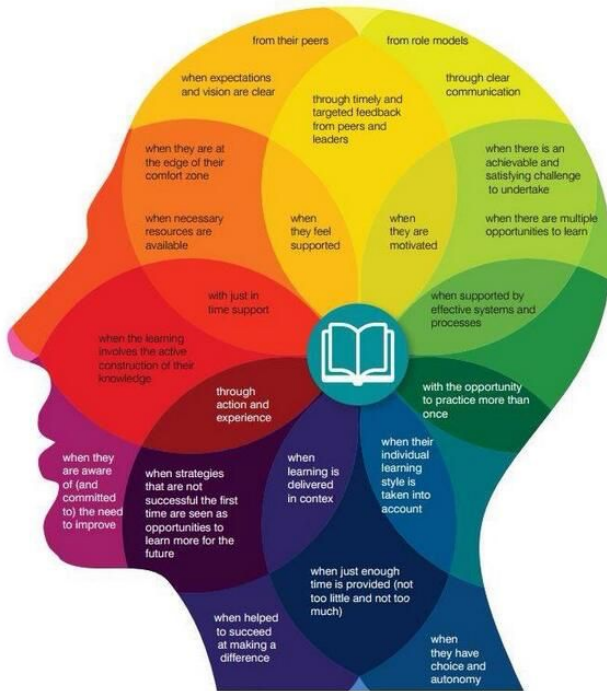 from their peers
from role models
when expectations
and vision are clear
through clear
communication
through timely and
targeted feedback
from peers and
leaders
when they are at
the edge of their
comfort zone
when there is an
achievable and
satisfying challenge
to undertake
when necessary
resources are
available
when
they feel
supported
when
they are
motivated
when there are multiple
opportunities to learn
with just in
time support
when supported by
effective systems and
processes
when the learning
involves the active
construction of their
knowledge
through
action and
experience
with the opportunity
to practice more than
once
when they
are aware
of (and
committed
to) the need
to improve
when strategies
that are not
successful the first
time are seen as
opportunities to
learn more for the
future
when
learning is
delivered
in contex
when their
individual
learning
style is
taken into
account
when just enough
time is provided (not
too little and not too
much)
when helped
to succeed
at making a
difference
when
they have
choice and
autonomy